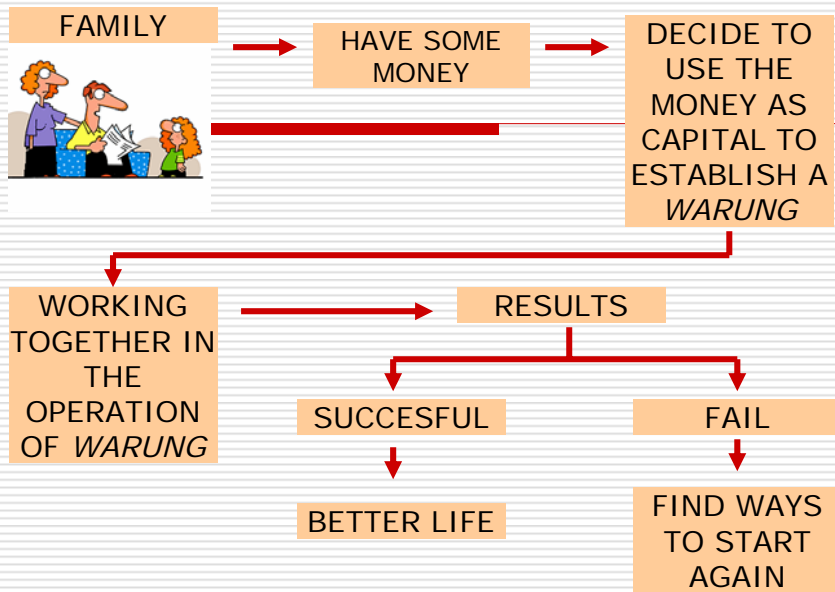 FAMILY
HAVE SOME
MONEY
DECIDE TO
USE THE
MONEY AS
CAPITAL TO
ESTABLISH A
WARUNG
WORKING
TOGETHER IN
THE
OPERATION
OF WARUNG
RESULTS
SUCCESFUL
FAIL
BETTER LIFE
FIND WAYS
TO START
AGAIN